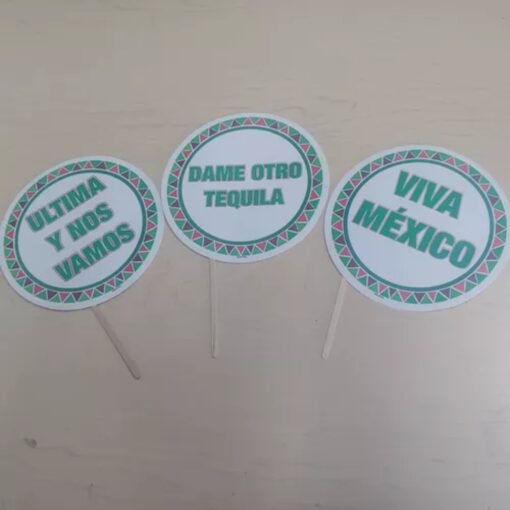 ULTIMA
Y NOS
VAMOS
DAME OTRO
TEQUILA
VIVA
MÉXICO